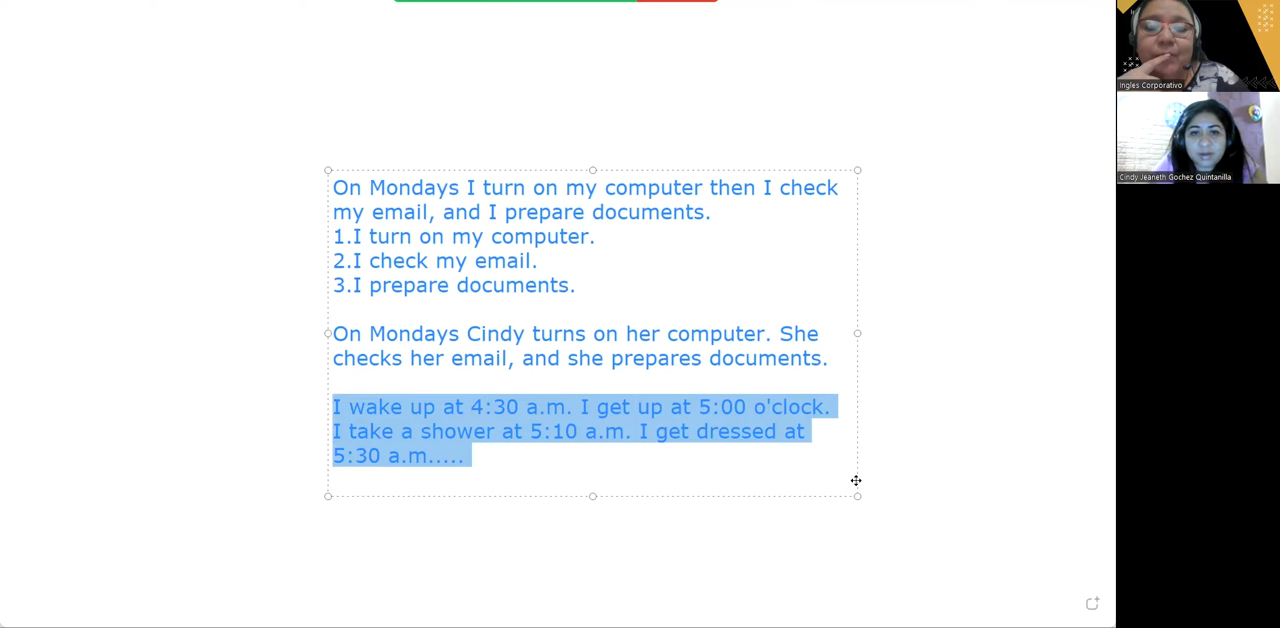 On Mondays I turn on my computer then I check
my email, and I prepare documents.
1.I turn on my computer.
2.I check my email.
3.I prepare documents.
On Mondays Cindy turns on her computer. She
checks her email, and she prepares documents.
I wake up at 4:30 a.m. I get up at 5:00 o'clock.
I take a shower at 5:10 a.m. I get dressed at
5:30 a.m.....
Ingles Corporativo
Cindy Jeaneth Gochez Quintanilla